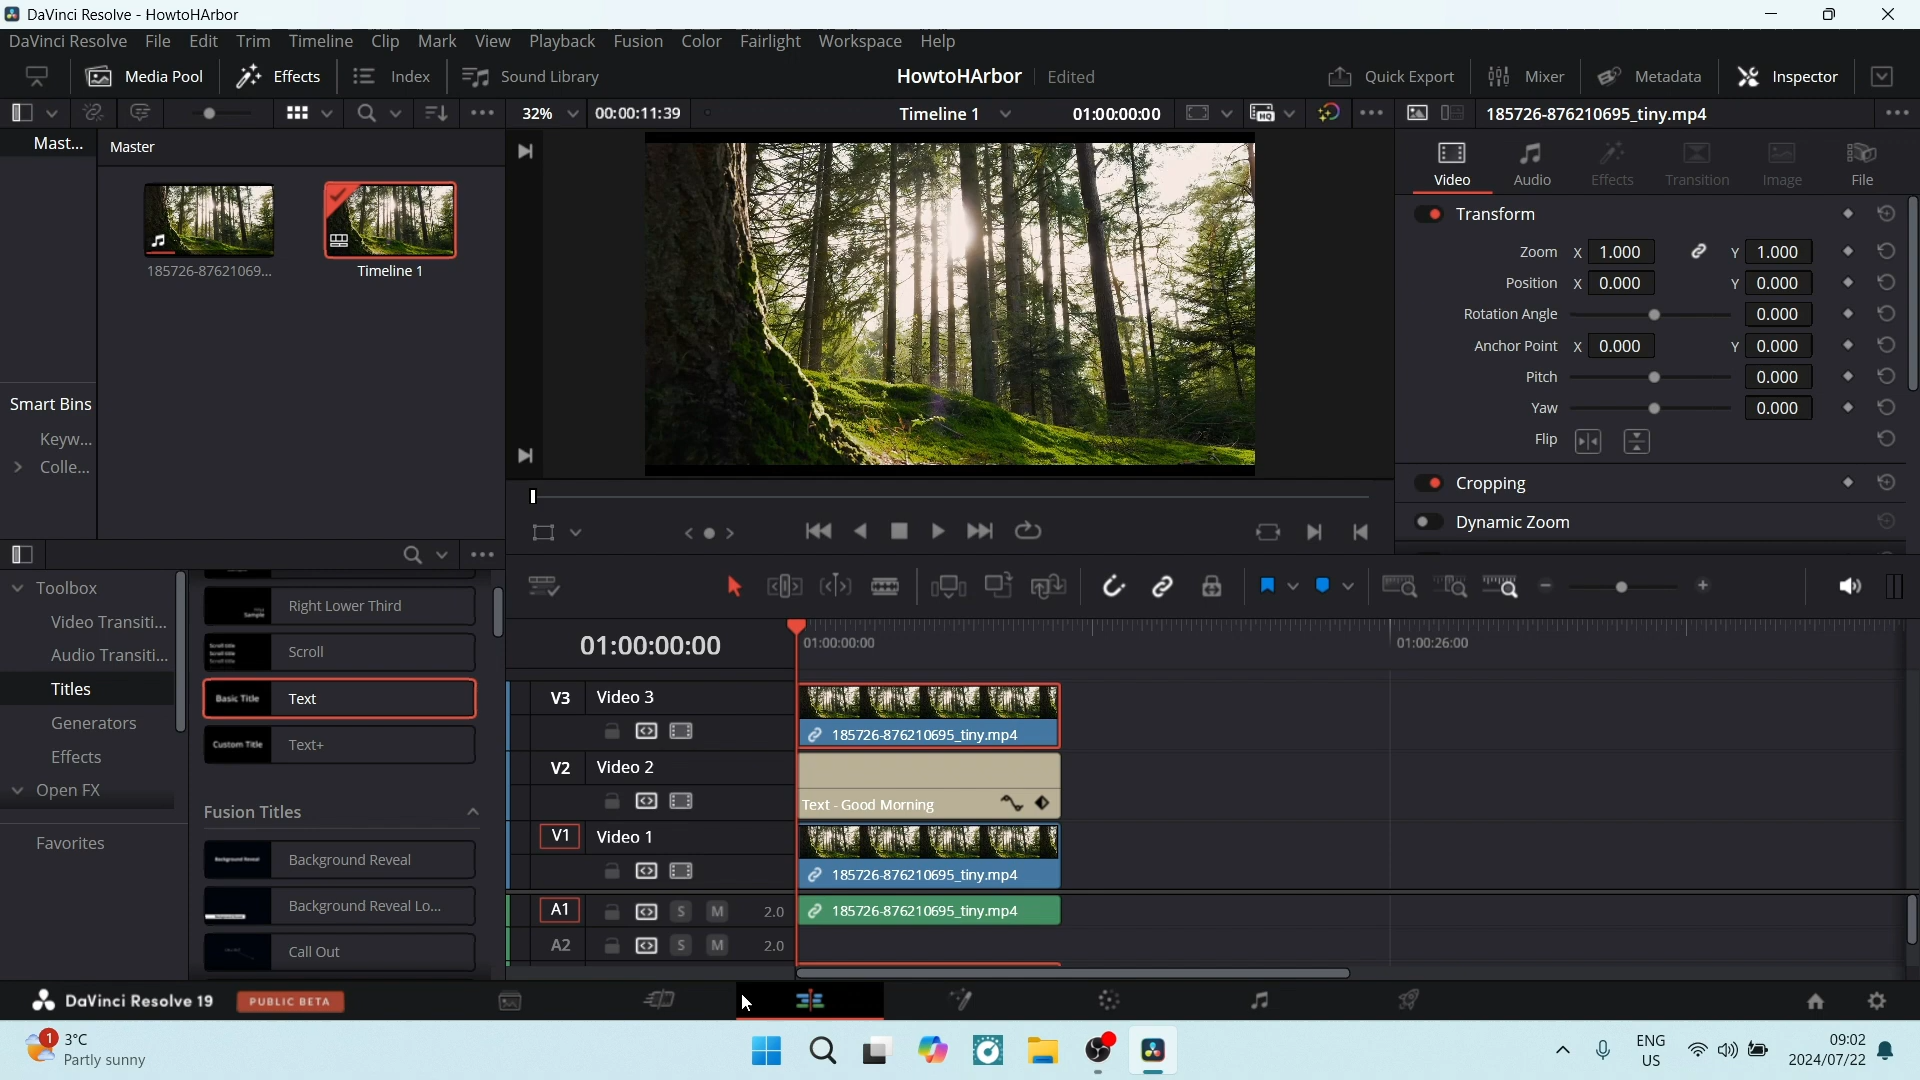 DaVinci Resolve - HowtoHArbor
DaVinci Resolve File Edit Trim Timeline Clip Mark View Playback Fusion Color Fairlight Workspace Help
Media Pool Effects Index Sound Library HowtoHArbor Edited Quick Export Mixer Metadata Inspector
32% 00:00:11:39 Timeline 1 01:00:00:00 185726-876210695_tiny.mp4
Mast... Master
Video Audio Effects Transition Image File
Transform
Zoom X 1.000 Y 1.000
185726-87621069... Timeline 1
Position X 0.000 Y 0.000
Rotation Angle 0.000
Anchor Point X 0.000 Y 0.000
Pitch 0.000
Smart Bins
Yaw 0.000
Keyw...
Flip
Colle...
Cropping
Dynamic Zoom
Toolbox
Video Transiti...
Audio Transiti...
Titles
Generators
Effects
Open FX
Favorites
Sample Right Lower Third
Scroll title Scroll
Basic Title Text
Custom Title Text+
Fusion Titles
Background Reveal
Background Reveal Lo...
Call Out
01:00:00:00 01:00:00:00 01:00:26:00
V3 Video 3
185726-876210695_tiny.mp4
V2 Video 2
Text - Good Morning
V1 Video 1
185726-876210695_tiny.mp4
A1 S M 2.0 185726-876210695_tiny.mp4
A2 S M 2.0
DaVinci Resolve 19 PUBLIC BETA
1 3°C
Partly sunny
ENG
US
09:02
2024/07/22